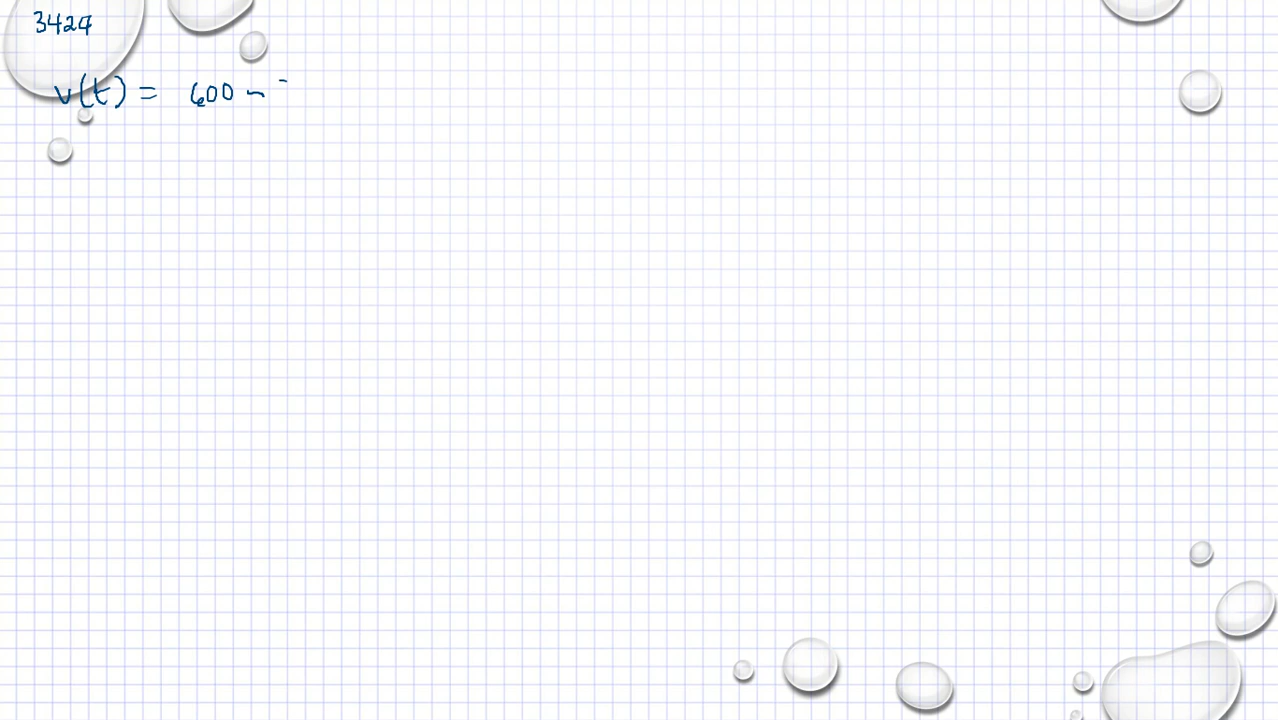 3424
v(t) = 600 -